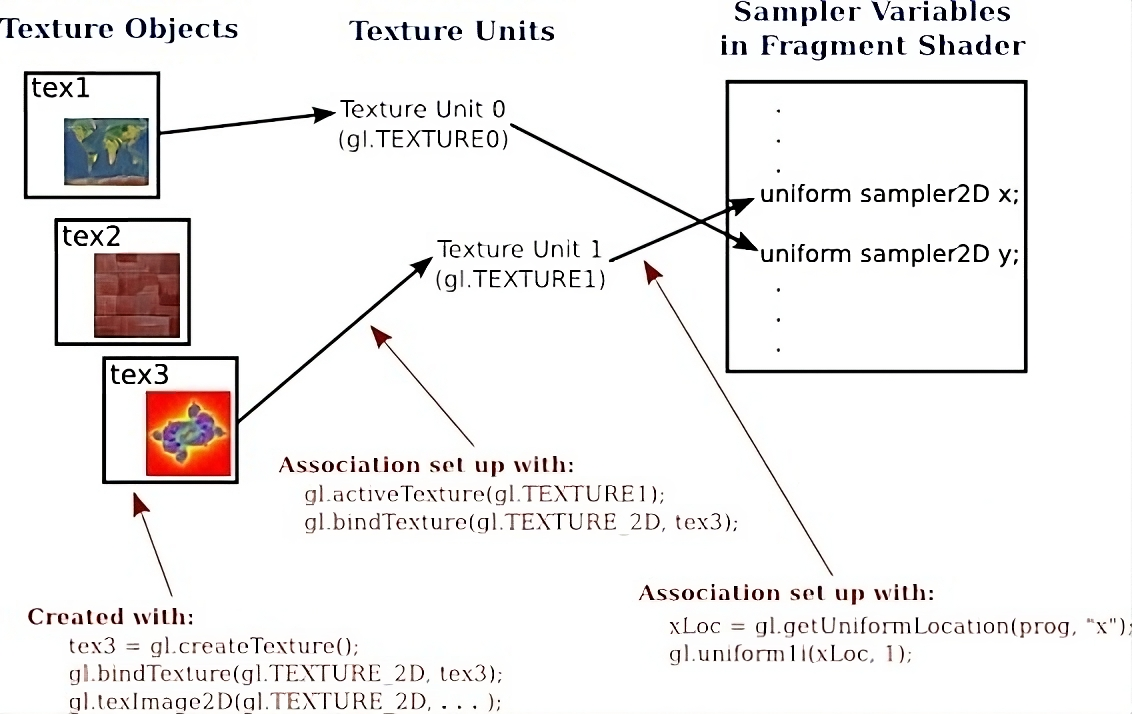 Texture Objects
Texture Units
Sampler Variables
in Fragment Shader
tex1
tex2
tex3
Texture Unit 0
(gl.TEXTURE0)
Texture Unit 1
(gl.TEXTURE1)
.
.
.
uniform sampler2D x;
uniform sampler2D y;
.
.
.
Association set up with:
gl.activeTexture(gl.TEXTURE1);
gl.bindTexture(gl.TEXTURE_2D, tex3);
Created with:
tex3 = gl.createTexture();
gl.bindTexture(gl.TEXTURE_2D, tex3);
gl.texImage2D(gl.TEXTURE_2D, . . . );
Association set up with:
xLoc = gl.getUniformLocation(prog, "x");
gl.uniform1i(xLoc, 1);